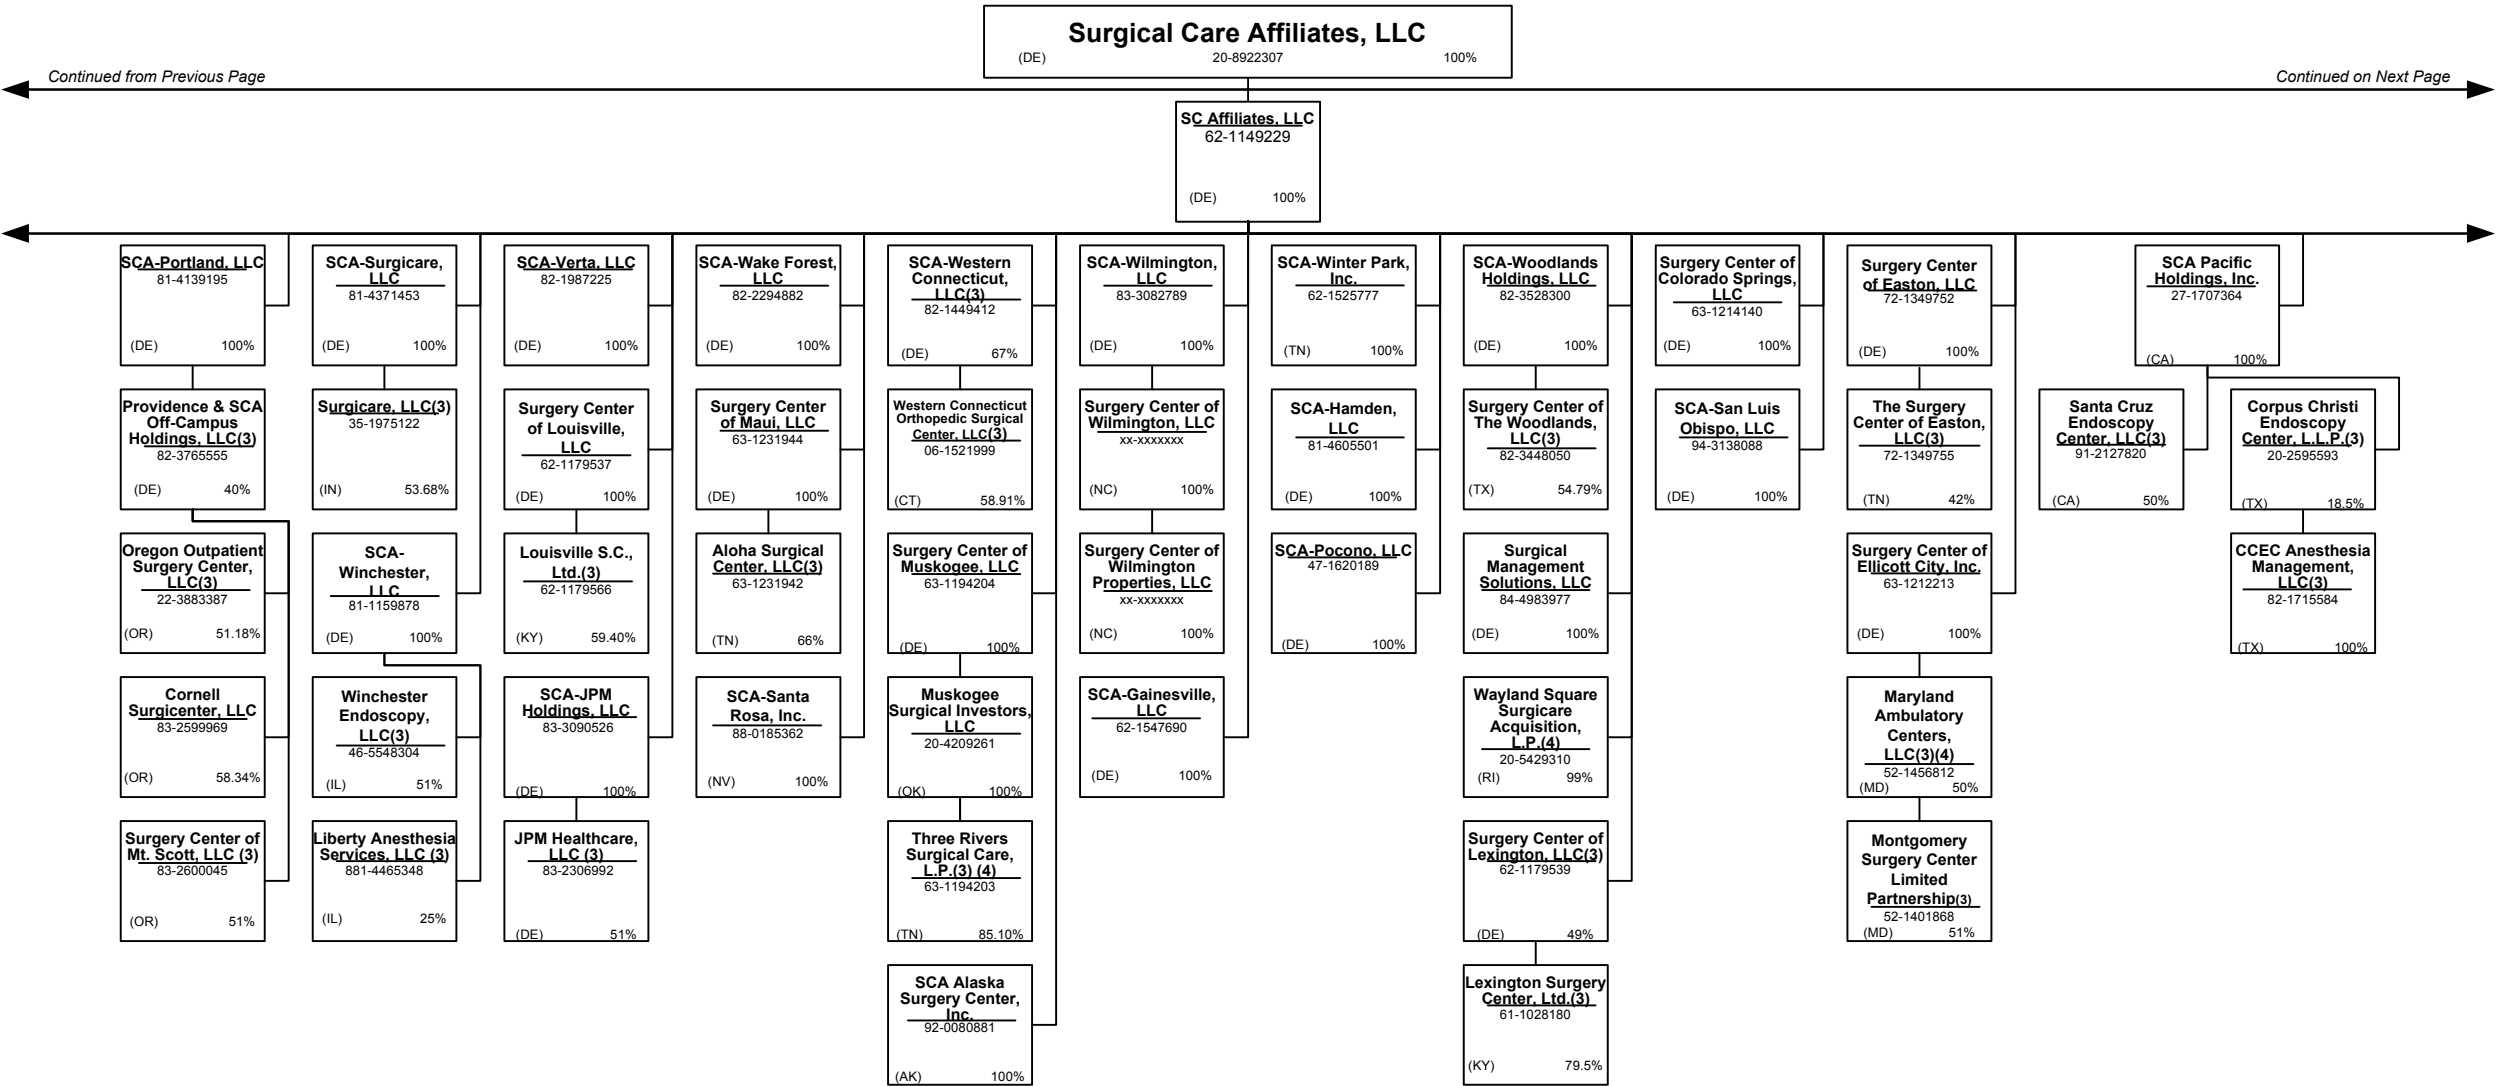 Surgical Care Affiliates, LLC
(DE) 20-8922307 100%
Continued from Previous Page
Continued on Next Page
SC Affiliates, LLC
62-1149229
(DE) 100%
SCA-Portland, LLC
81-4139195
(DE) 100%
Providence & SCA
Off-Campus
Holdings, LLC(3)
82-3765555
(DE) 40%
Oregon Outpatient
Surgery Center,
LLC(3)
22-3883387
(OR) 51.18%
Cornell
Surgicenter, LLC
83-2599969
(OR) 58.34%
Surgery Center of
Mt. Scott, LLC (3)
83-2600045
(OR) 51%
SCA-Surgicare,
LLC
81-4371453
(DE) 100%
Surgicare, LLC(3)
35-1975122
(IN) 53.68%
SCA-
Winchester,
LLC
81-1159878
(DE) 100%
Winchester
Endoscopy,
LLC(3)
46-5548304
(IL) 51%
Liberty Anesthesia
Services, LLC (3)
881-4465348
(IL) 25%
SCA-Verta, LLC
82-1987225
(DE) 100%
Surgery Center
of Louisville,
LLC
62-1179537
(DE) 100%
Louisville S.C.,
Ltd.(3)
62-1179566
(KY) 59.40%
SCA-JPM
Holdings, LLC
83-3090526
(DE) 100%
JPM Healthcare,
LLC (3)
83-2306992
(DE) 51%
SCA-Wake Forest,
LLC
82-2294882
(DE) 100%
Surgery Center
of Maui, LLC
63-1231944
(DE) 100%
Aloha Surgical
Center, LLC(3)
63-1231942
(TN) 66%
SCA-Santa
Rosa, Inc.
88-0185362
(NV) 100%
SCA-Western
Connecticut,
LLC(3)
82-1449412
(DE) 67%
Western Connecticut
Orthopedic Surgical
Center, LLC(3)
06-1521999
(CT) 58.91%
Surgery Center of
Muskogee, LLC
63-1194204
(DE) 100%
Muskogee
Surgical Investors,
LLC
20-4209261
(OK) 100%
Three Rivers
Surgical Care,
L.P.(3) (4)
63-1194203
(TN) 85.10%
SCA Alaska
Surgery Center,
Inc.
92-0080881
(AK) 100%
SCA-Wilmington,
LLC
83-3082789
(DE) 100%
Surgery Center of
Wilmington, LLC
xx-xxxxxxx
(NC) 100%
Surgery Center of
Wilmington
Properties, LLC
xx-xxxxxxx
(NC) 100%
SCA-Gainesville,
LLC
62-1547690
(DE) 100%
SCA-Winter Park,
Inc.
62-1525777
(TN) 100%
SCA-Hamden,
LLC
81-4605501
(DE) 100%
SCA-Pocono, LLC
47-1620189
(DE) 100%
SCA-Woodlands
Holdings, LLC
82-3528300
(DE) 100%
Surgery Center of
The Woodlands,
LLC(3)
82-3448050
(TX) 54.79%
Surgical
Management
Solutions, LLC
84-4983977
(DE) 100%
Wayland Square
Surgicare
Acquisition,
L.P.(4)
20-5429310
(RI) 99%
Surgery Center of
Lexington, LLC(3)
62-1179539
(DE) 49%
Lexington Surgery
Center, Ltd.(3)
61-1028180
(KY) 79.5%
Surgery Center of
Colorado Springs,
LLC
63-1214140
(DE) 100%
SCA-San Luis
Obispo, LLC
94-3138088
(DE) 100%
Surgery Center
of Easton, LLC
72-1349752
(DE) 100%
The Surgery
Center of Easton,
LLC(3)
72-1349755
(TN) 42%
Surgery Center of
Ellicott City, Inc.
63-1212213
(DE) 100%
Maryland
Ambulatory
Centers,
LLC(3)(4)
52-1456812
(MD) 50%
Montgomery
Surgery Center
Limited
Partnership(3)
52-1401868
(MD) 51%
SCA Pacific
Holdings, Inc.
27-1707364
(CA) 100%
Santa Cruz
Endoscopy
Center, LLC(3)
91-2127820
(CA) 50%
Corpus Christi
Endoscopy
Center, L.L.P.(3)
20-2595593
(TX) 18.5%
CCEC Anesthesia
Management,
LLC(3)
82-1715584
(TX) 100%